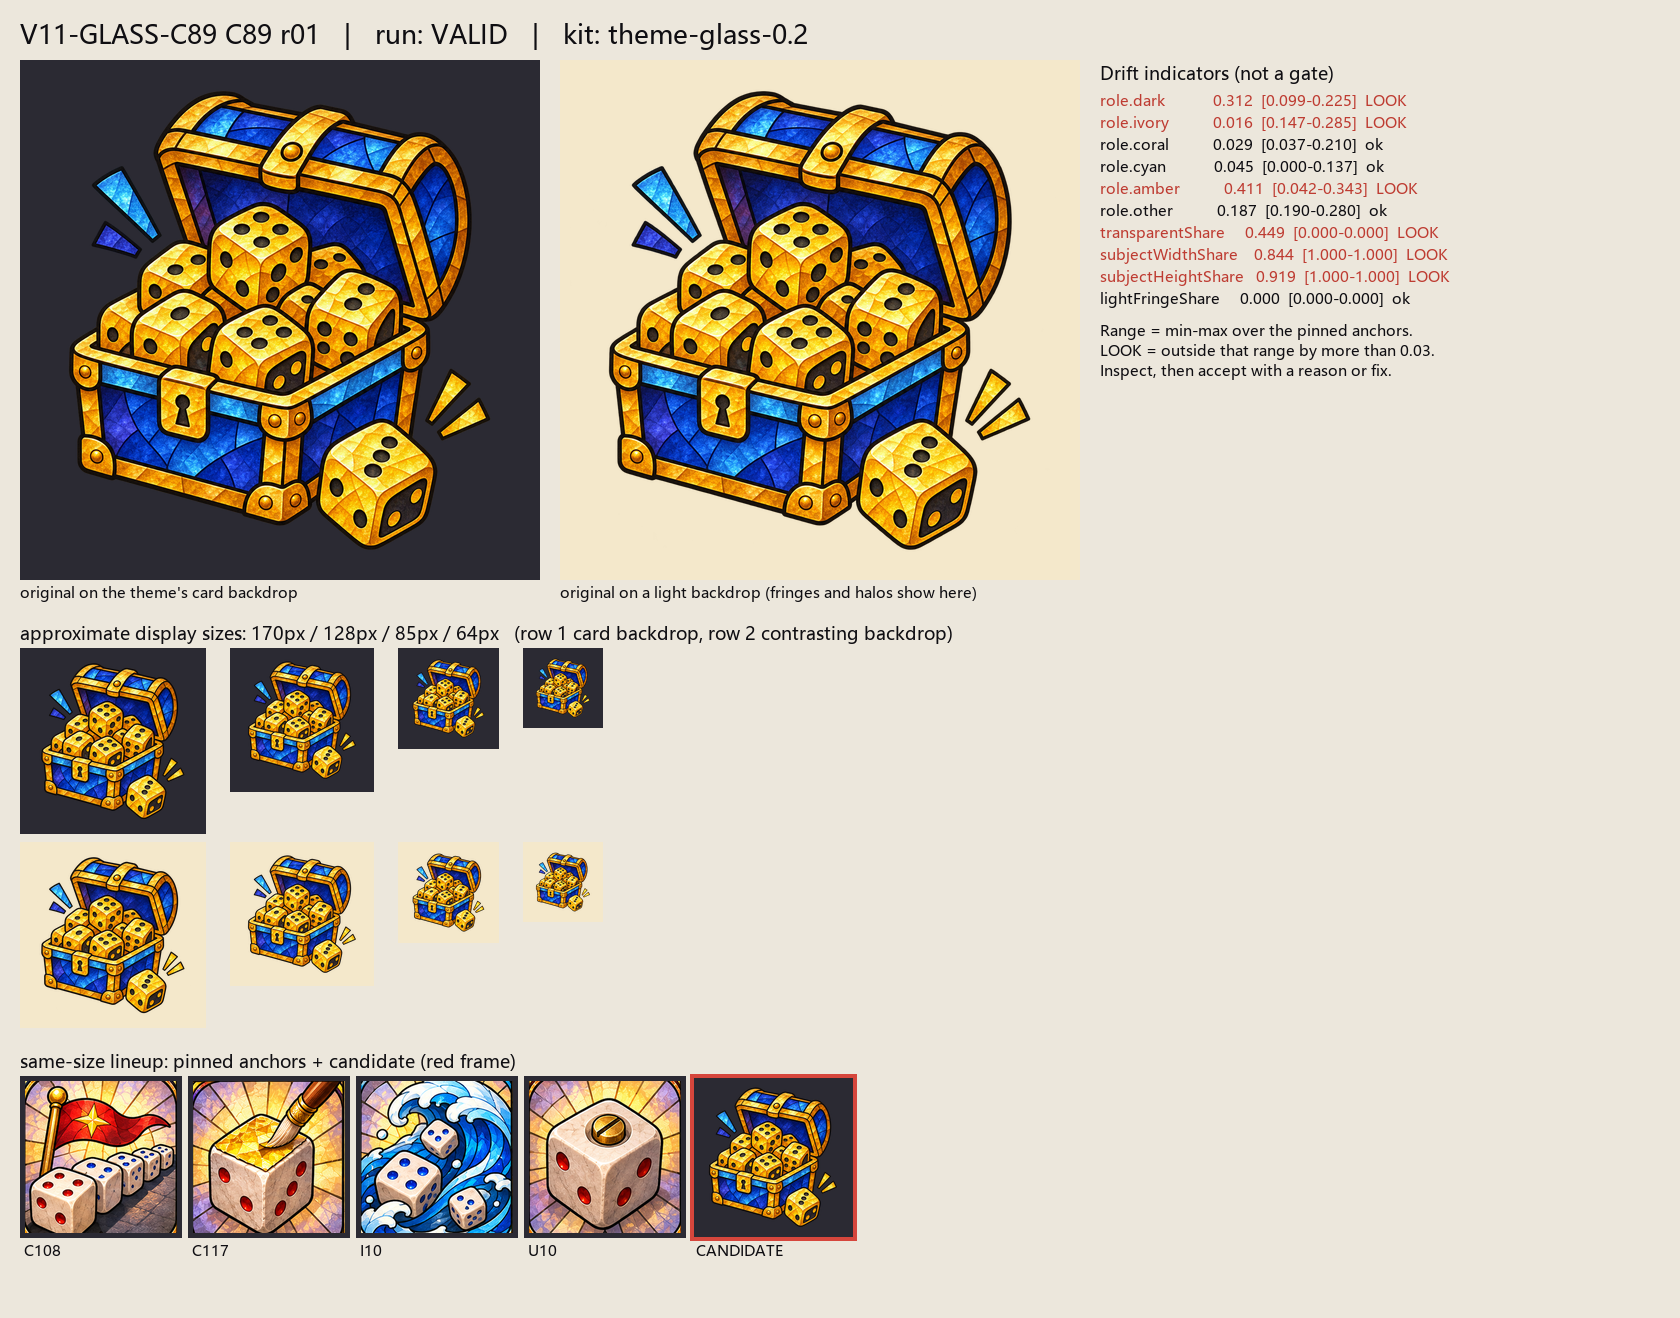 V11-GLASS-C89 C89 r01 | run: VALID | kit: theme-glass-0.2
Drift indicators (not a gate)
role.dark 0.312 [0.099-0.225] LOOK
role.ivory 0.016 [0.147-0.285] LOOK
role.coral 0.029 [0.037-0.210] ok
role.cyan 0.045 [0.000-0.137] ok
role.amber 0.411 [0.042-0.343] LOOK
role.other 0.187 [0.190-0.280] ok
transparentShare 0.449 [0.000-0.000] LOOK
subjectWidthShare 0.844 [1.000-1.000] LOOK
subjectHeightShare 0.919 [1.000-1.000] LOOK
lightFringeShare 0.000 [0.000-0.000] ok
Range = min-max over the pinned anchors.
LOOK = outside that range by more than 0.03.
Inspect, then accept with a reason or fix.
original on the theme's card backdrop
original on a light backdrop (fringes and halos show here)
approximate display sizes: 170px / 128px / 85px / 64px (row 1 card backdrop, row 2 contrasting backdrop)
same-size lineup: pinned anchors + candidate (red frame)
C108
C117
I10
U10
CANDIDATE